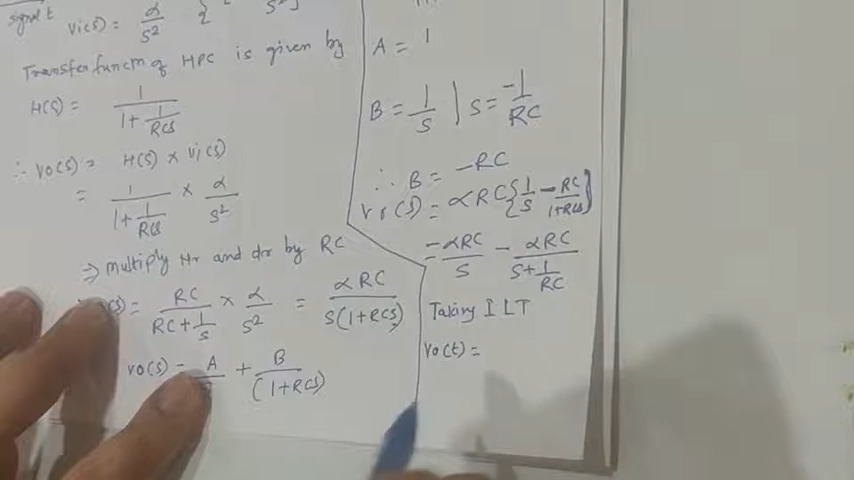 signal t
Vi(s) = α/s²
Transfer functn of HPC is given by
H(s) = 1/(1+1/RCS)
∴ Vo(s) = H(s) × Vi(s)
= 1/(1+1/RCS) × α/s²
⇒ multiply Nr and dr by RC
(s) = RC/(RC+1/s) × α/s² = αRC/(s(1+RCS))
Vo(s) = A + B/(1+RCS)
A = 1
B = 1/s | s = -1/RC
∴ B = -RC
Vo(s) = αRC{1/s - RC/(1+RCS)}
= αRC/s - αRC/(s+1/RC)
Taking ILT
Vo(t) =